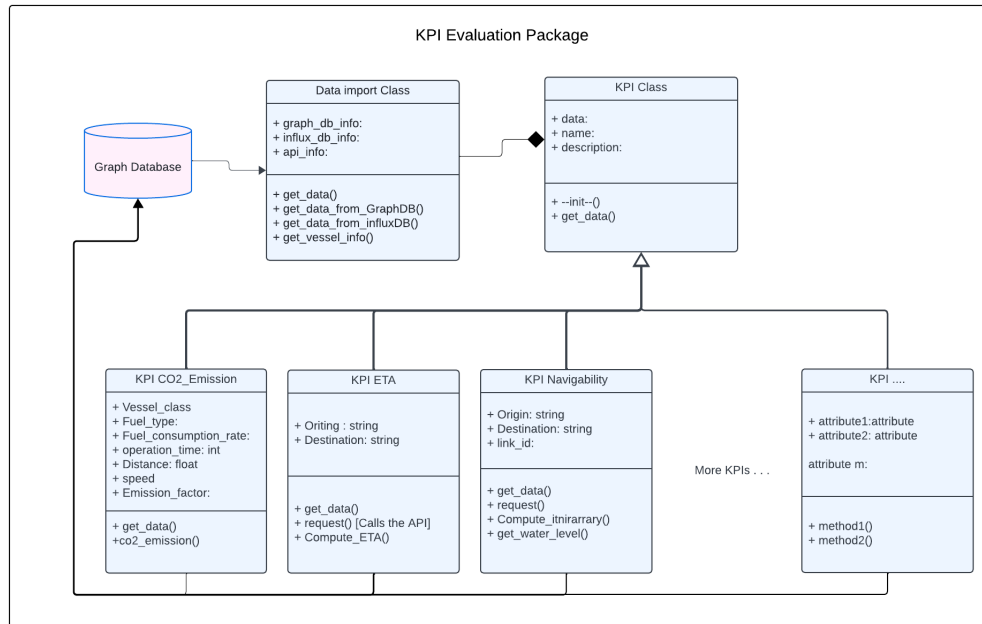 KPI Evaluation Package
Graph Database
Data import Class
+ graph_db_info:
+ influx_db_info:
+ api_info:
+ get_data()
+ get_data_from_GraphDB()
+ get_data_from_influxDB()
+ get_vessel_info()
KPI Class
+ data:
+ name:
+ description:
+ --init--()
+ get_data()
KPI CO2_Emission
+ Vessel_class
+ Fuel_type:
+ Fuel_consumption_rate:
+ operation_time: int
+ Distance: float
+ speed
+ Emission_factor:
+ get_data()
+co2_emission()
KPI ETA
+ Oriting : string
+ Destination: string
+ get_data()
+ request() [Calls the API]
+ Compute_ETA()
KPI Navigability
+ Origin: string
+ Destination: string
+ link_id:
+ get_data()
+ request()
+ Compute_itnirarrary()
+ get_water_level()
More KPIs . . .
KPI ....
+ attribute1:attribute
+ attribute2: attribute
attribute m:
+ method1()
+ method2()